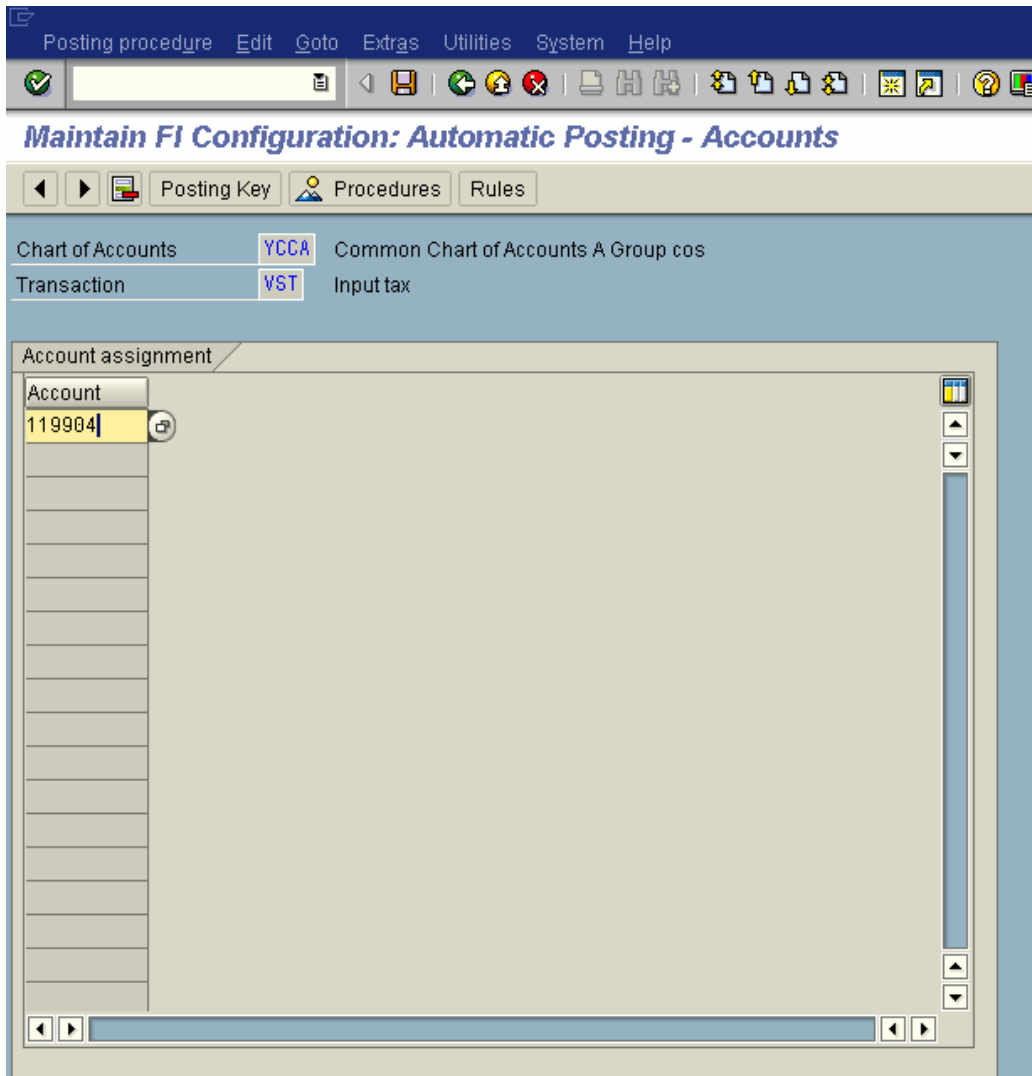 Posting procedure Edit Goto Extras Utilities System Help
Maintain FI Configuration: Automatic Posting - Accounts
Posting Key Procedures Rules
Chart of Accounts YCCA Common Chart of Accounts A Group cos
Transaction VST Input tax
Account assignment
Account
119904